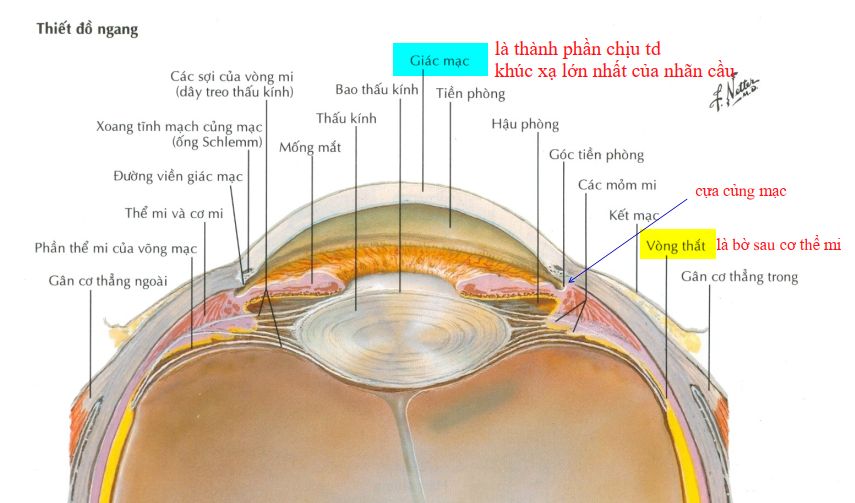 Thiết đồ ngang
Giác mạc
là thành phần chịu td
khúc xạ lớn nhất của nhãn cầu
Các sợi của vòng mi
(dây treo thấu kính)
Bao thấu kính
Tiền phòng
F. Netter
M.D.
Thấu kính
Hậu phòng
Xoang tĩnh mạch củng mạc
(ống Schlemm)
Mống mắt
Góc tiền phòng
Đường viền giác mạc
Các mỏm mi
cựa củng mạc
Thể mi và cơ mi
Kết mạc
Phần thể mi của võng mạc
Vòng thắt
là bờ sau cơ thể mi
Gân cơ thẳng ngoài
Gân cơ thẳng trong